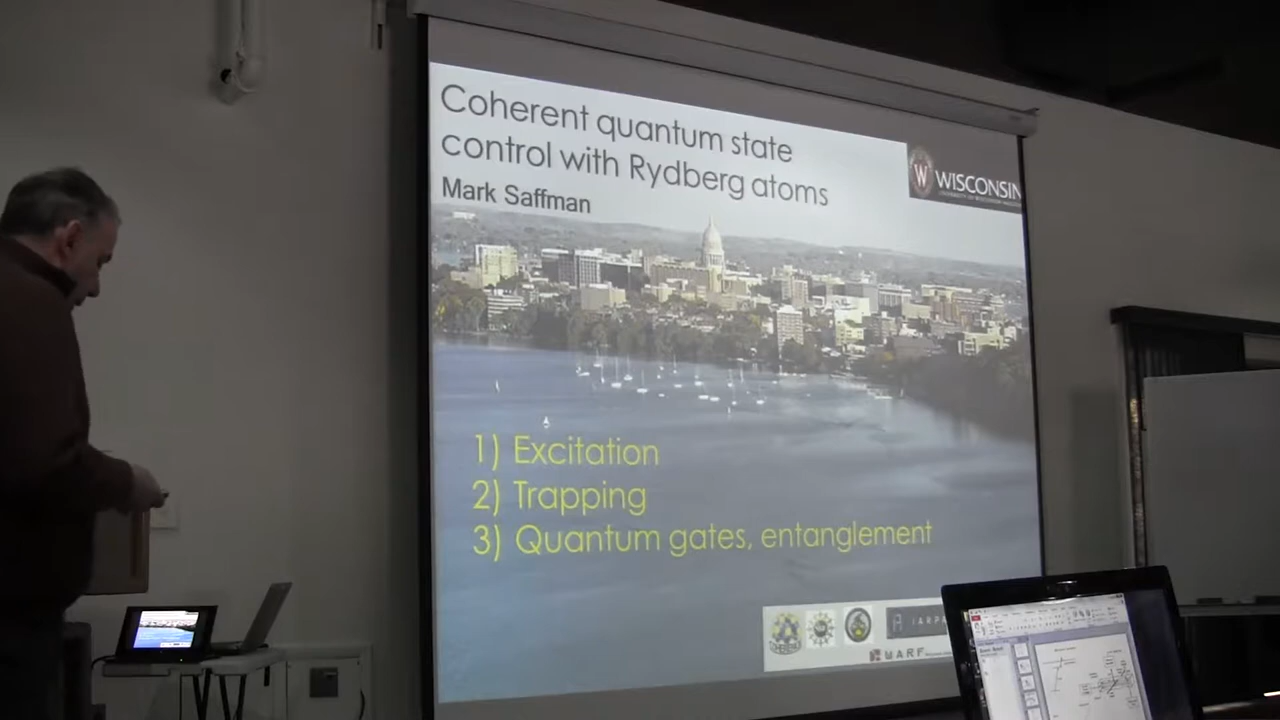 Coherent quantum state
control with Rydberg atoms
Mark Saffman
W
WISCONSIN
1) Excitation
2) Trapping
3) Quantum gates, entanglement
IARPA
WARF